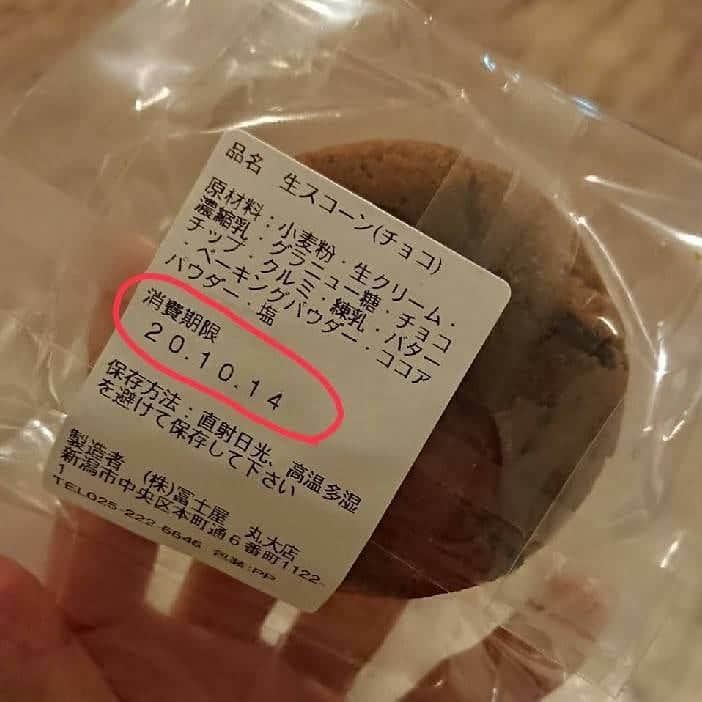 品名 生スコーン(チョコ)
原材料：小麦粉・生クリーム・
濃縮乳・グラニュー糖・チョコ
チップ・クルミ・練乳・バター
・ベーキングパウダー・ココア
パウダー・塩
消費期限
20.10.14
保存方法：直射日光、高温多湿
を避けて保存して下さい
製造者 (株)冨士屋 丸大店
新潟市中央区本町通6番町1122-
1
TEL025-222-6646 包装:PP